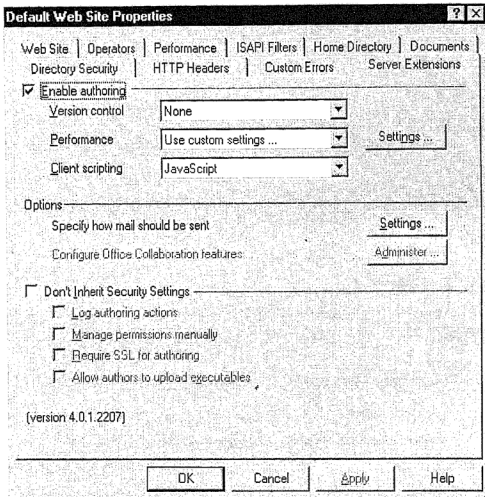 Default Web Site Properties
Web Site Operators Performance ISAPI Filters Home Directory Documents
Directory Security HTTP Headers Custom Errors Server Extensions
Enable authoring
Version control None
Performance Use custom settings ... Settings ...
Client scripting JavaScript
Options
Specify how mail should be sent Settings ...
Configure Office Collaboration features Administer ...
Don't Inherit Security Settings
Log authoring actions
Manage permissions manually
Require SSL for authoring
Allow authors to upload executables
(version 4.0.1.2207)
OK Cancel Apply Help